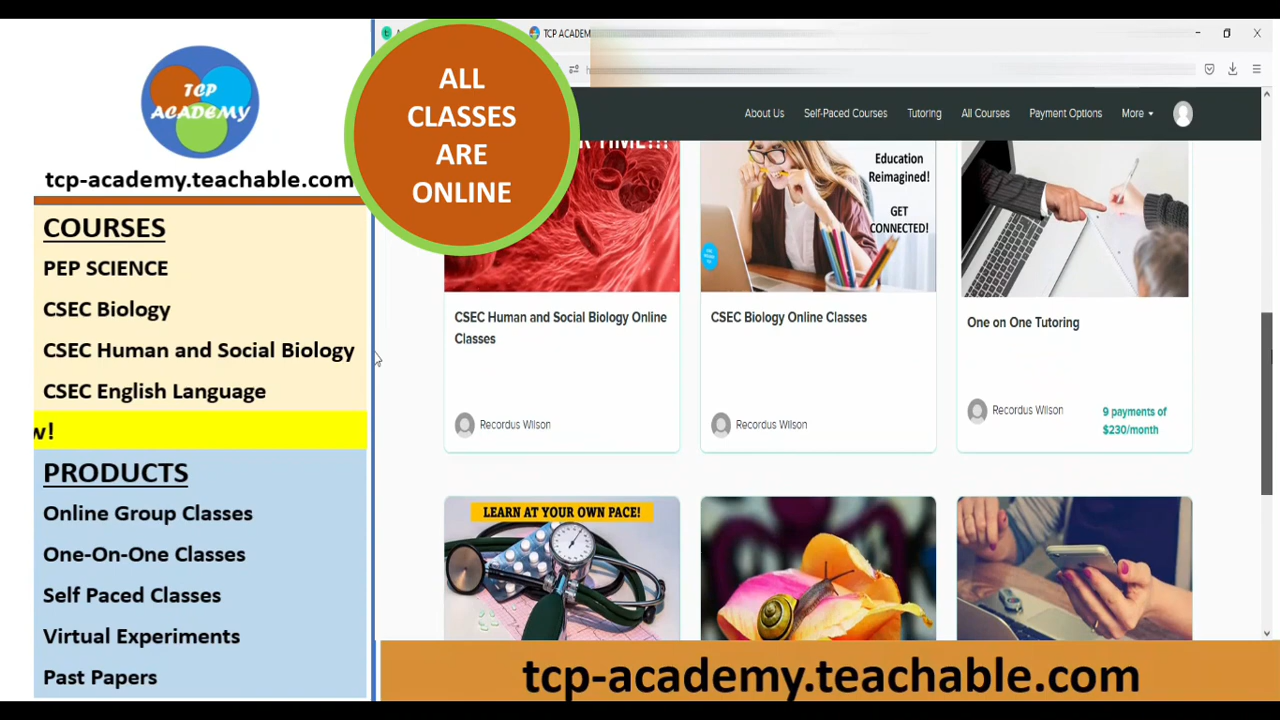 TCP
ACADEMY
tcp-academy.teachable.com
COURSES
PEP SCIENCE
CSEC Biology
CSEC Human and Social Biology
CSEC English Language
w!
PRODUCTS
Online Group Classes
One-On-One Classes
Self Paced Classes
Virtual Experiments
Past Papers
ALL
CLASSES
ARE
ONLINE
TCP ACADEM
About Us Self-Paced Courses Tutoring All Courses Payment Options More
TIME!!!
Education
Reimagined!
GET
CONNECTED!
CSEC Human and Social Biology Online
Classes
Recordus Wilson
CSEC Biology Online Classes
Recordus Wilson
One on One Tutoring
Recordus Wilson
9 payments of
$230/month
LEARN AT YOUR OWN PACE!
tcp-academy.teachable.com